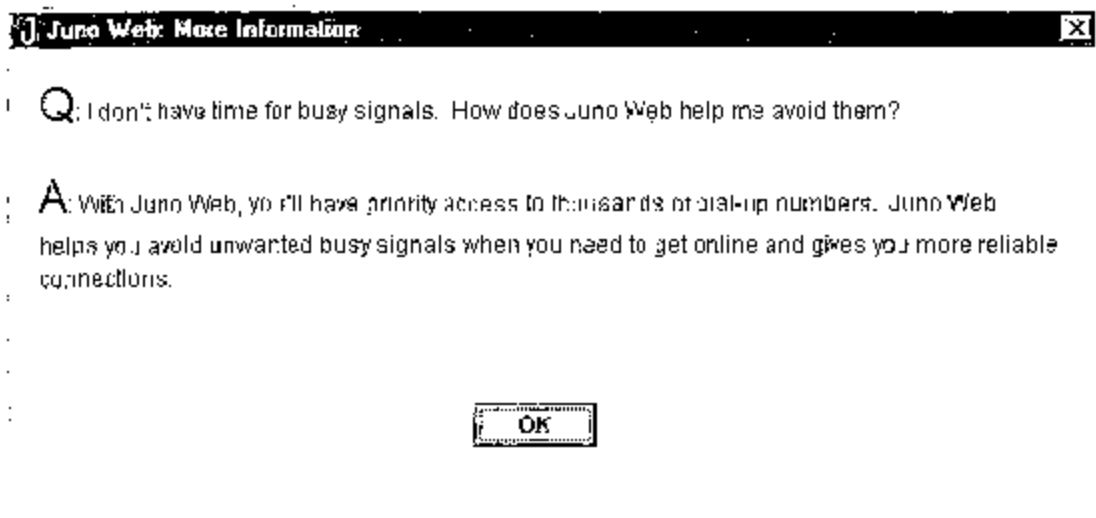 Juno Web: More Information
Q: I don't have time for busy signals. How does Juno Web help me avoid them?
A: With Juno Web, you'll have priority access to thousands of dial-up numbers. Juno Web
helps you avoid unwanted busy signals when you need to get online and gives you more reliable
connections.
OK